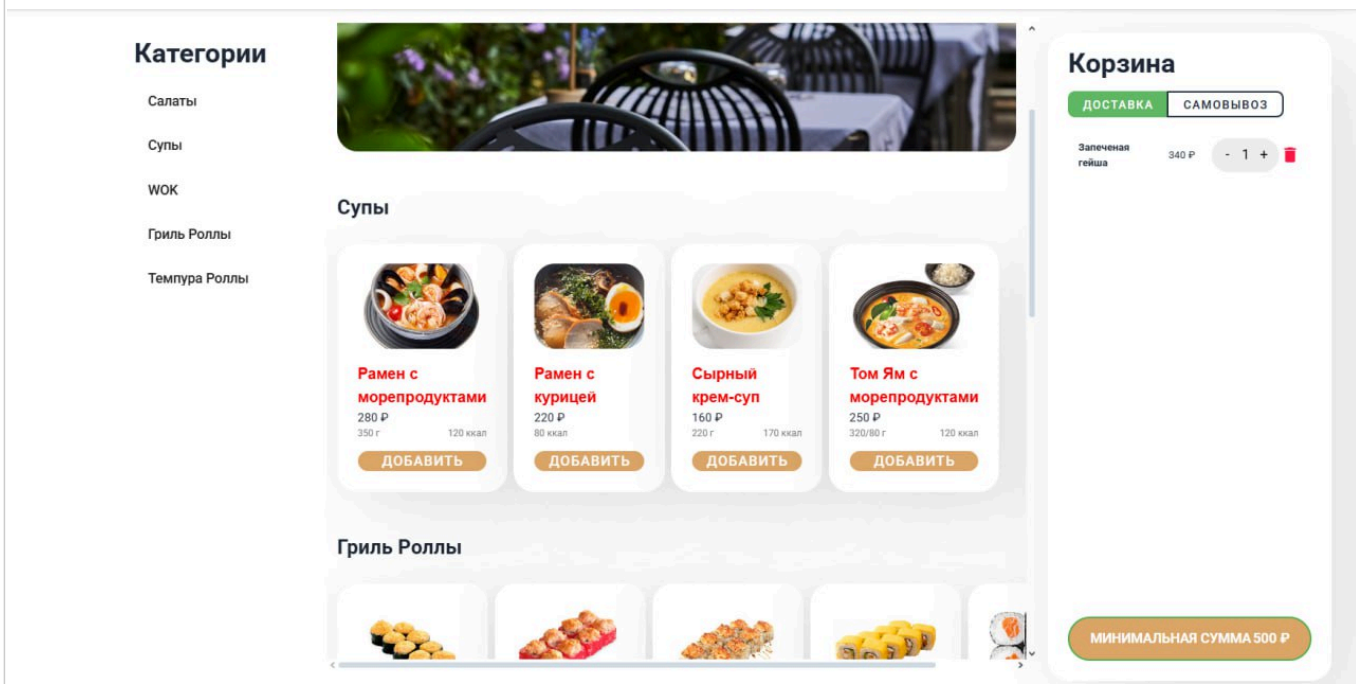 Категории
Салаты
Супы
WOK
Гриль Роллы
Темпура Роллы
Супы
Рамен с
морепродуктами
280 ₽
350 г 120 ккал
ДОБАВИТЬ
Рамен с
курицей
220 ₽
80 ккал
ДОБАВИТЬ
Сырный
крем-суп
160 ₽
220 г 170 ккал
ДОБАВИТЬ
Том Ям с
морепродуктами
250 ₽
320/80 г 120 ккал
ДОБАВИТЬ
Гриль Роллы
Корзина
ДОСТАВКА САМОВЫВОЗ
Запеченая
гейша
340 ₽ - 1 +
МИНИМАЛЬНАЯ СУММА 500 ₽